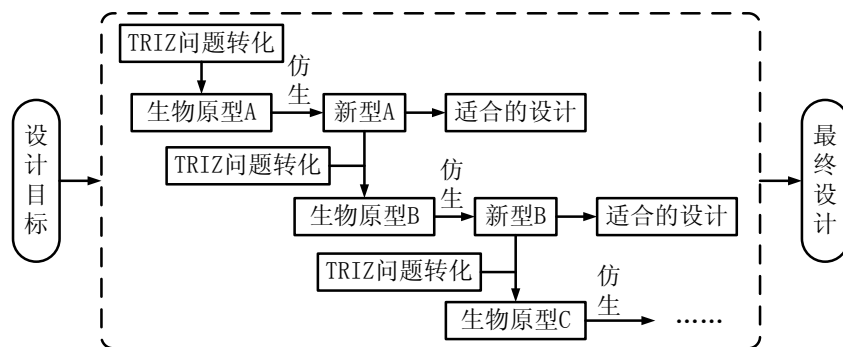 TRIZ问题转化
仿生
生物原型A
新型A
适合的设计
设计目标
TRIZ问题转化
仿生
生物原型B
新型B
适合的设计
最终设计
TRIZ问题转化
仿生
生物原型C
……